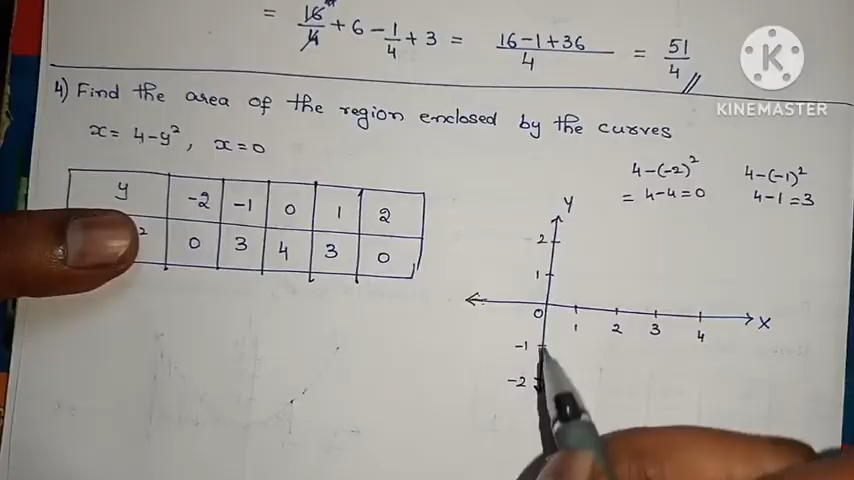 = 16/4 + 6 - 1/4 + 3 = 16-1+36/4 = 51/4 //
KINEMASTER
4) Find the area of the region enclosed by the curves
x = 4-y², x=0
4-(-2)² 4-(-1)²
= 4-4=0 4-1=3
y -2 -1 0 1 2
2 0 3 4 3 0
Y
2
1
0 1 2 3 4 X
-1
-2